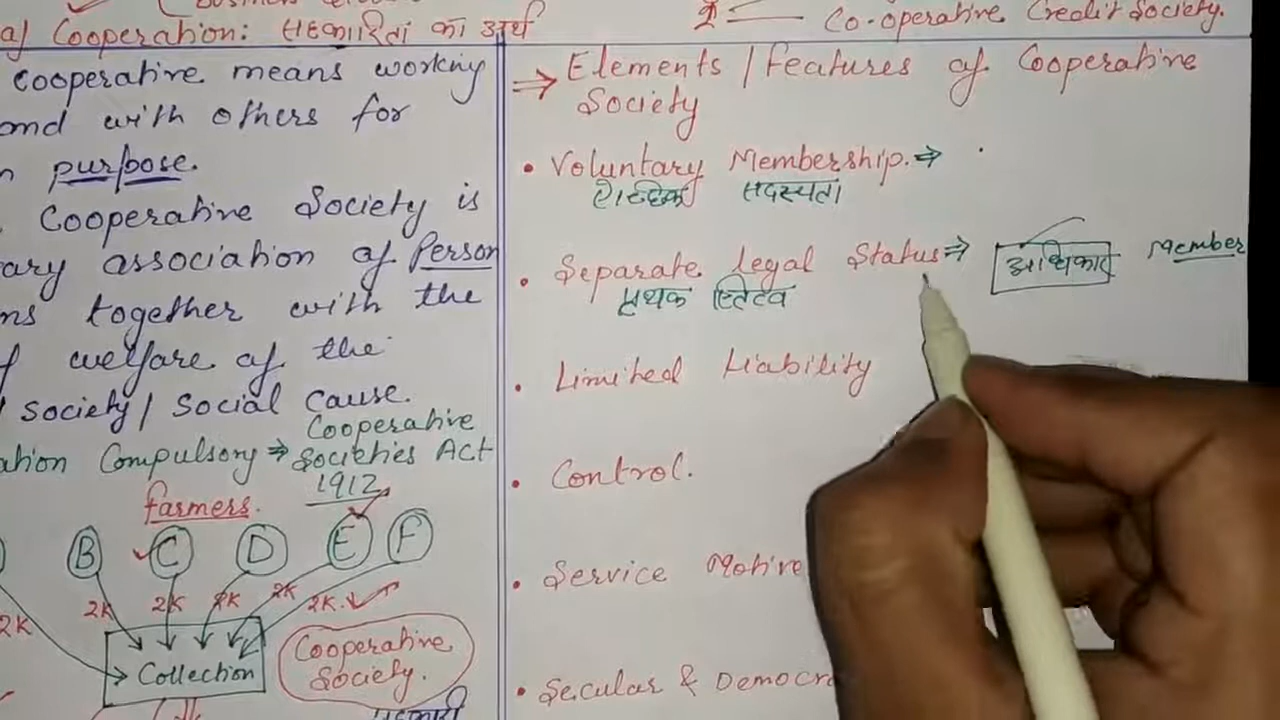 of Cooperation: सहकारिता का अर्थ
Co-operative Credit Society.
Cooperative means working
and with others for
purpose.
Cooperative Society is
ary association of Person
ns together with the
f welfare of the
society/ social cause.
ation Compulsory ⇒ Cooperative Societies Act 1912
farmers.
B C D E F
2K 2K 2K 2K 2K 2K.
Collection
Cooperative Society.
सहकारी
⇒ Elements / Features of Cooperative
Society
• Voluntary Membership. ⇒
ऐच्छिक सदस्यता
• Separate legal Status ⇒ अधिकार Member
पृथक
• Limited Liability
• Control.
• Service Motive
• Secular & Democra